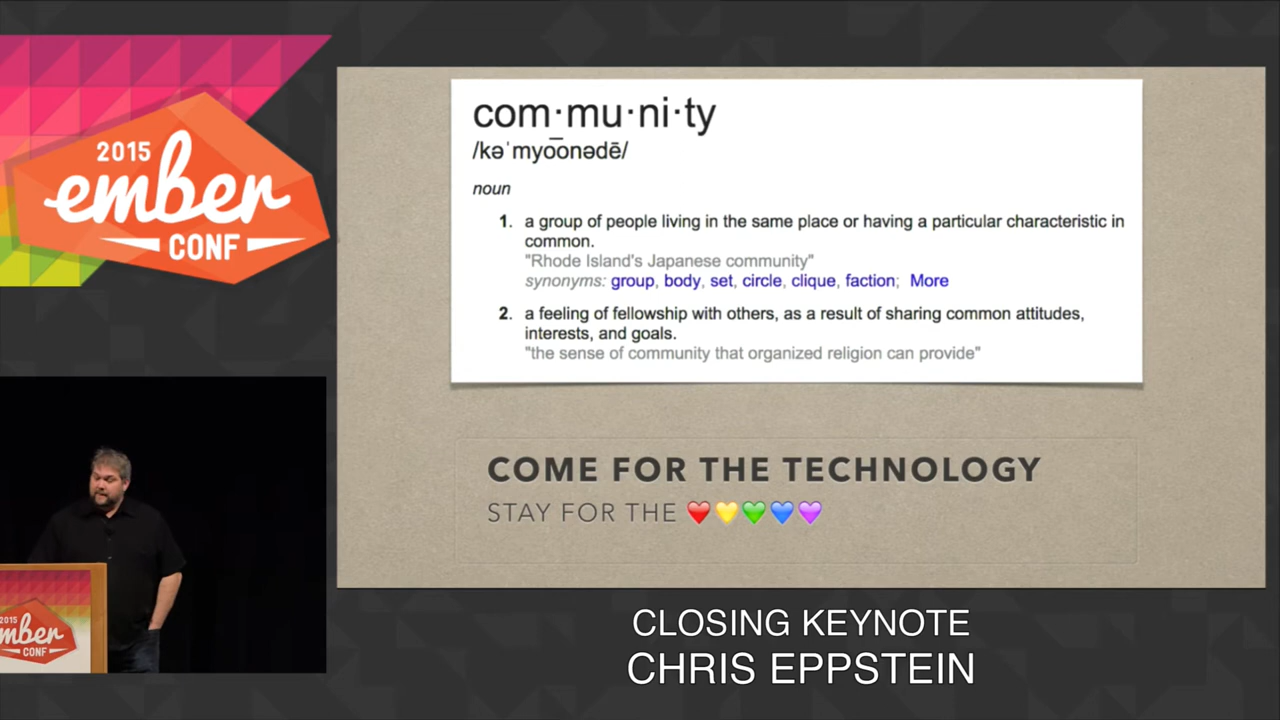 2015
ember
CONF
com·mu·ni·ty
/kəˈmyo͞onədē/
noun
1. a group of people living in the same place or having a particular characteristic in
common.
"Rhode Island's Japanese community"
synonyms: group, body, set, circle, clique, faction; More
2. a feeling of fellowship with others, as a result of sharing common attitudes,
interests, and goals.
"the sense of community that organized religion can provide"
COME FOR THE TECHNOLOGY
STAY FOR THE ❤️💛💚💙💜
2015
mber
CONF
CLOSING KEYNOTE
CHRIS EPPSTEIN